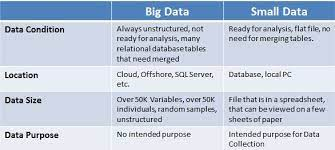 Big Data
Small Data
Data Condition
Always unstructured, not
ready for analysis, many
relational database tables
that need merged
Ready for analysis, flat file, no
need for merging tables.
Location
Cloud, Offshore, SQL Server,
etc.
Database, local PC
Data Size
Over 50K Variables, over 50K
individuals, random samples,
unstructured
File that is in a spreadsheet,
that can be viewed on a few
sheets of paper
Data Purpose
No intended purpose
Intended purpose for Data
Collection